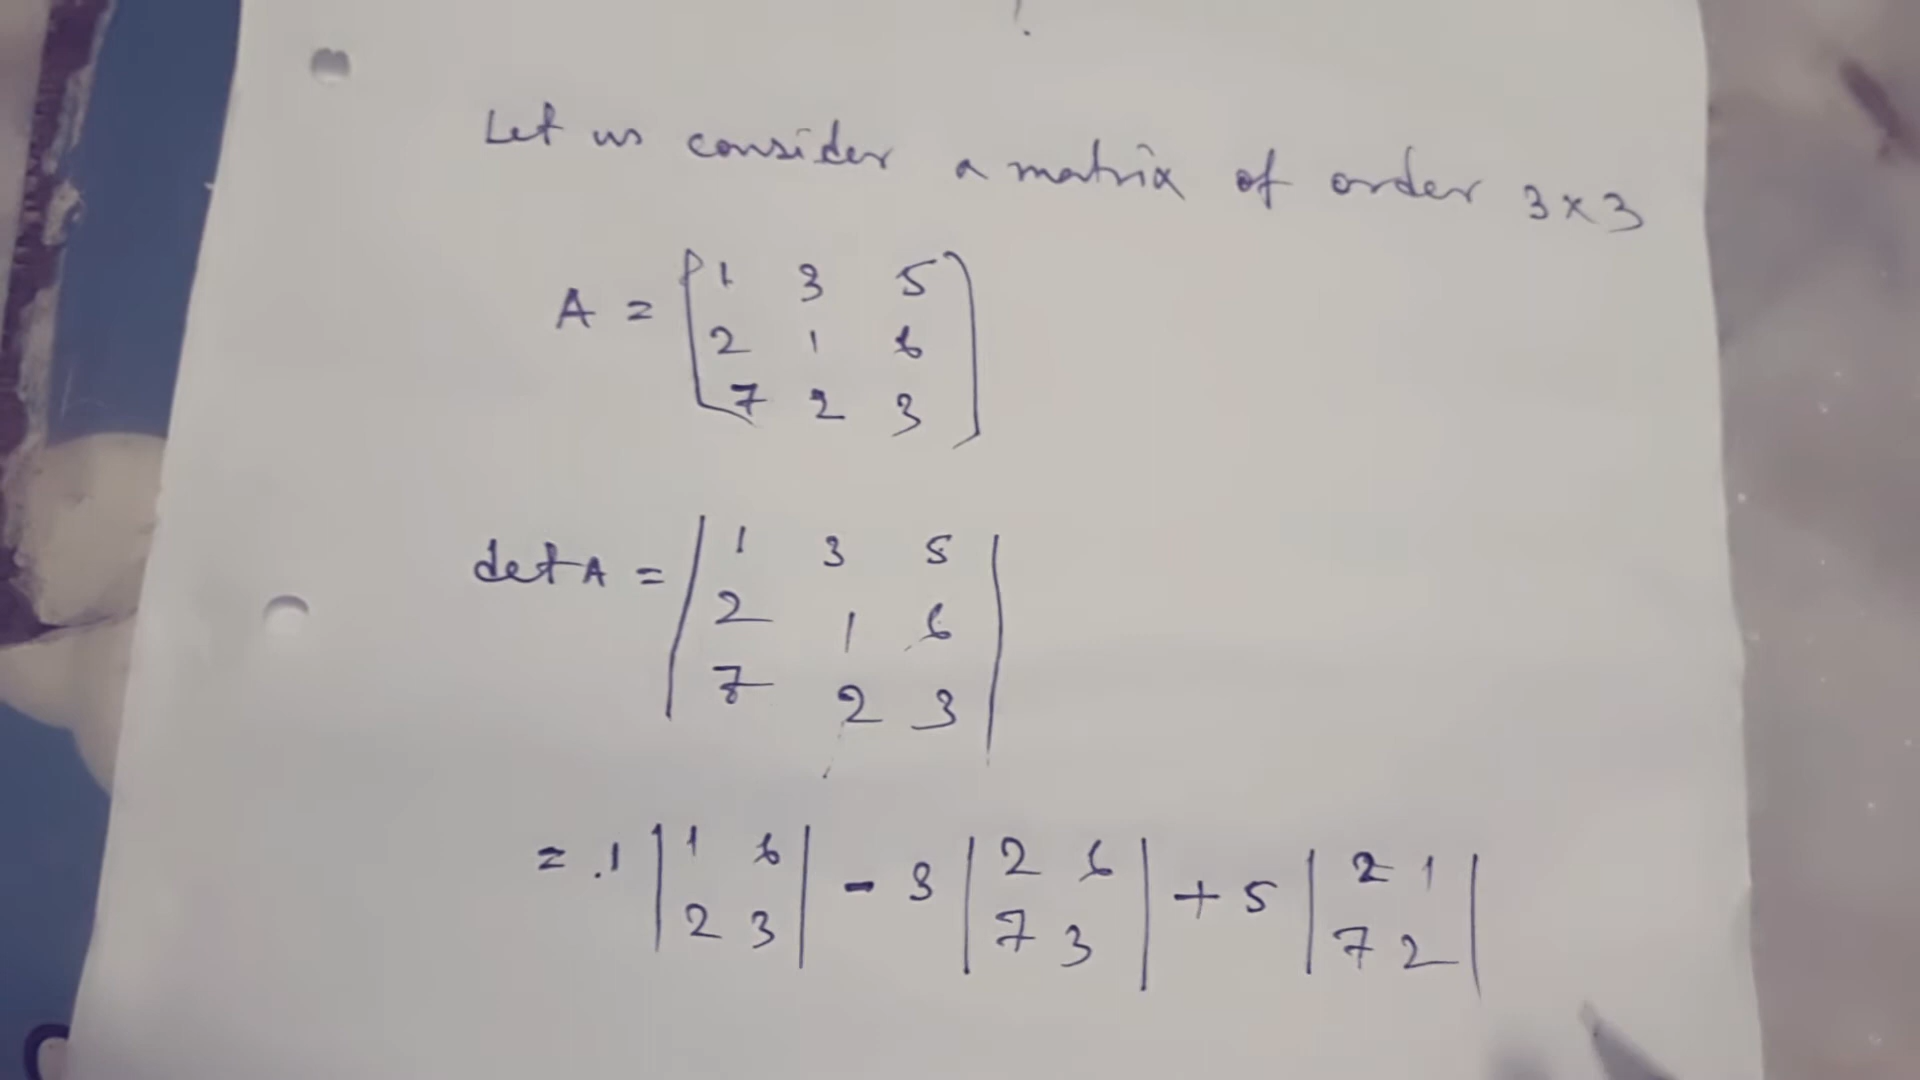 Let us consider a matrix of order 3×3
A = [1 3 5
2 1 6
7 2 3]
det A = |1 3 5
2 1 6
7 2 3|
= 1 |1 6 - 3 |2 6 + 5 |2 1
2 3| 7 3| 7 2|